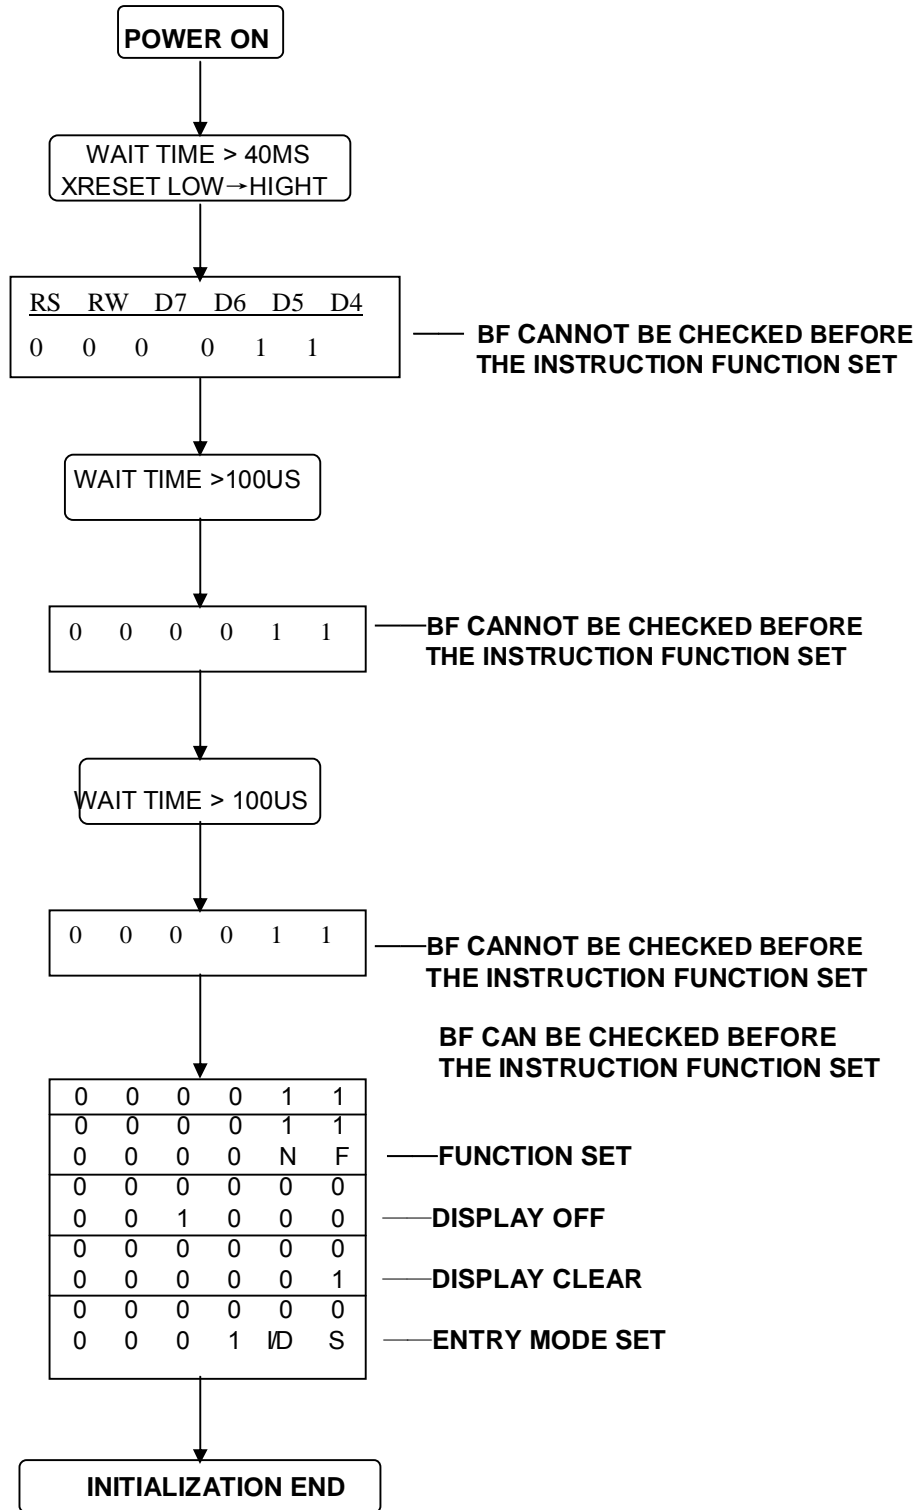 POWER ON
WAIT TIME > 40MS
XRESET LOW→HIGHT
RS RW D7 D6 D5 D4
0 0 0 0 1 1
BF CANNOT BE CHECKED BEFORE
THE INSTRUCTION FUNCTION SET
WAIT TIME >100US
0 0 0 0 1 1
BF CANNOT BE CHECKED BEFORE
THE INSTRUCTION FUNCTION SET
WAIT TIME > 100US
0 0 0 0 1 1
BF CANNOT BE CHECKED BEFORE
THE INSTRUCTION FUNCTION SET
BF CAN BE CHECKED BEFORE
THE INSTRUCTION FUNCTION SET
0 0 0 0 1 1
0 0 0 0 1 1
0 0 0 0 N F FUNCTION SET
0 0 0 0 0 0
0 0 1 0 0 0 DISPLAY OFF
0 0 0 0 0 0
0 0 0 0 0 1 DISPLAY CLEAR
0 0 0 0 0 0
0 0 0 1 I/D S ENTRY MODE SET
INITIALIZATION END